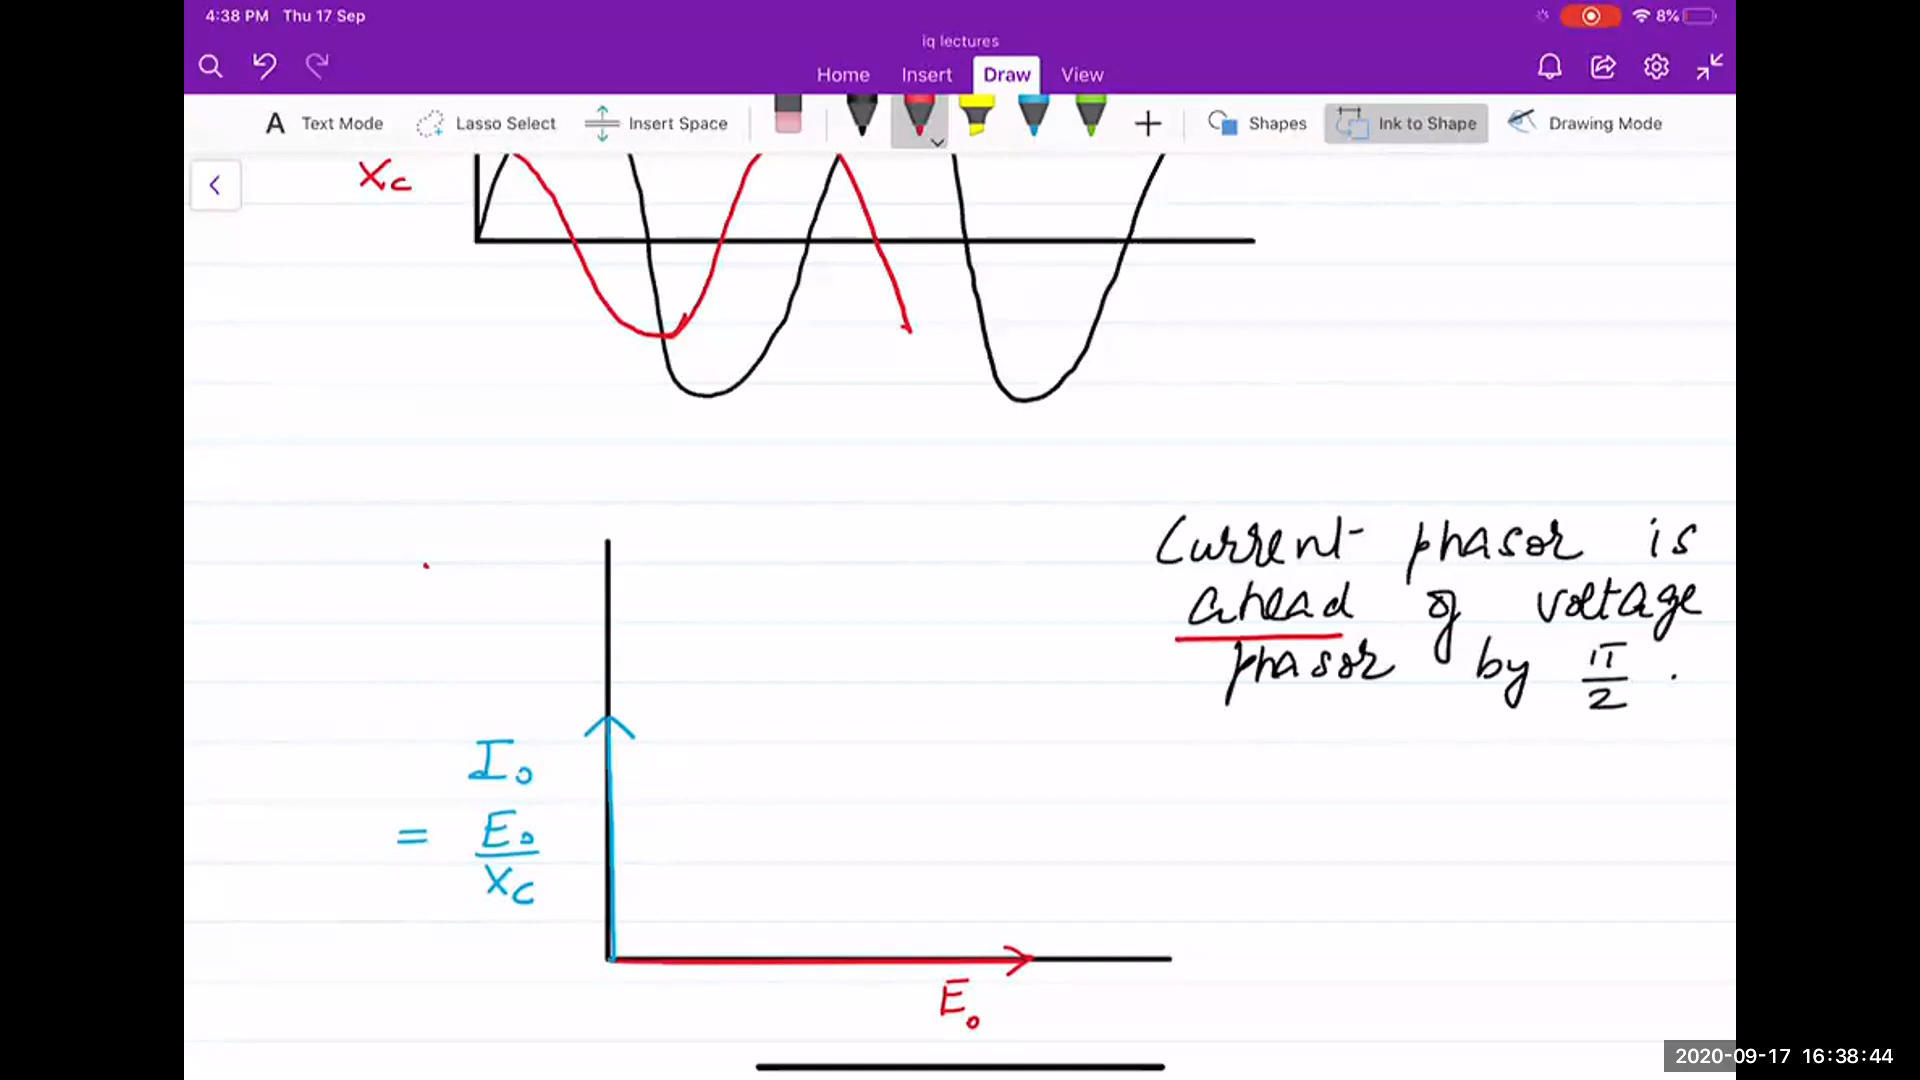 4:38 PM Thu 17 Sep
8%
iq lectures
Home Insert Draw View
A Text Mode Lasso Select Insert Space Shapes Ink to Shape Drawing Mode
Xc
Current phasor is
ahead of voltage
phasor by π/2 .
I₀
= E₀/Xc
E₀
2020-09-17 16:38:44